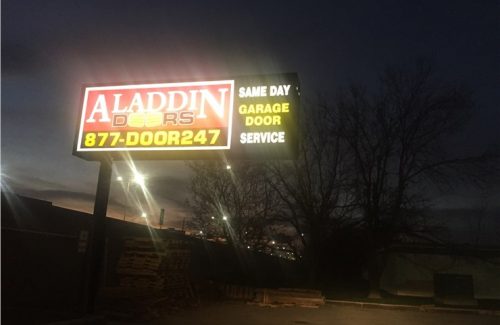 ALADDIN
DOORS
877-DOOR247
SAME DAY
GARAGE
DOOR
SERVICE